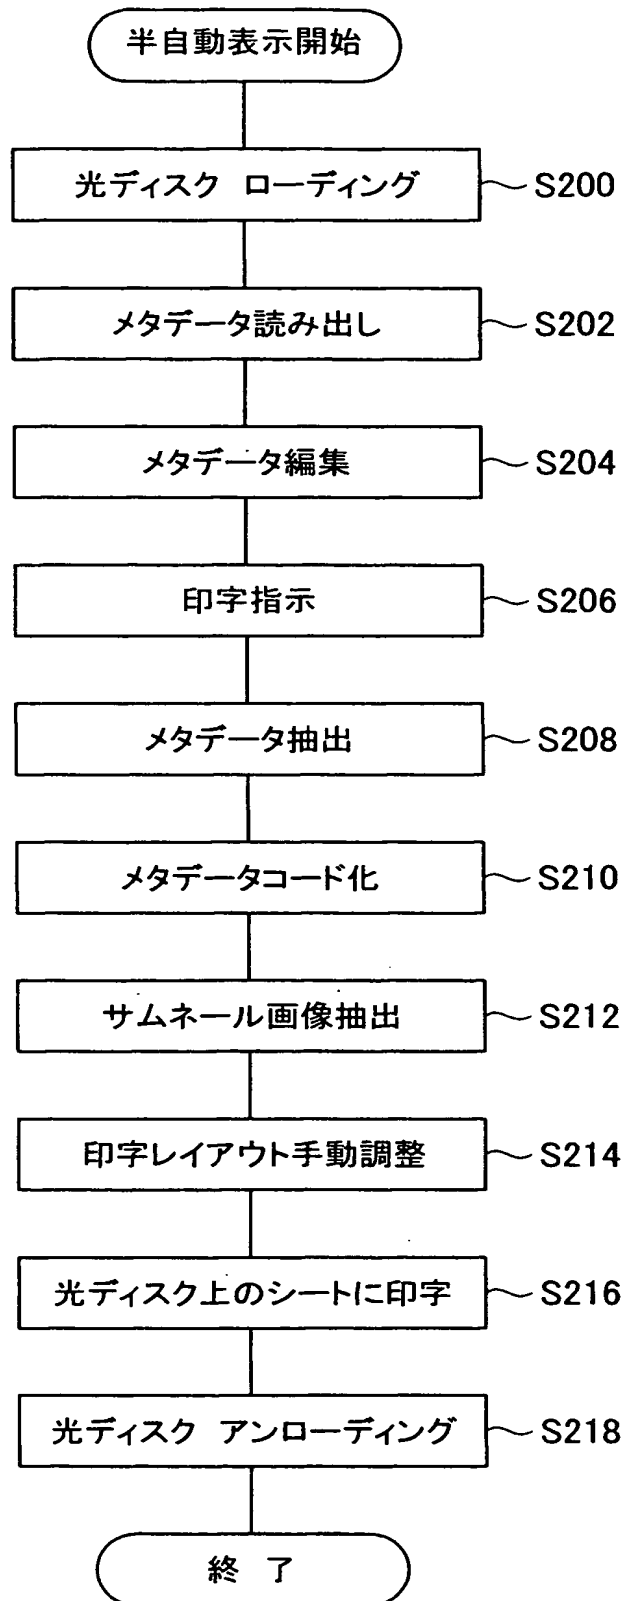 半自動表示開始
光ディスク ローディング S200
メタデータ読み出し S202
メタデータ編集 S204
印字指示 S206
メタデータ抽出 S208
メタデータコード化 S210
サムネール画像抽出 S212
印字レイアウト手動調整 S214
光ディスク上のシートに印字 S216
光ディスク アンローディング S218
終 了